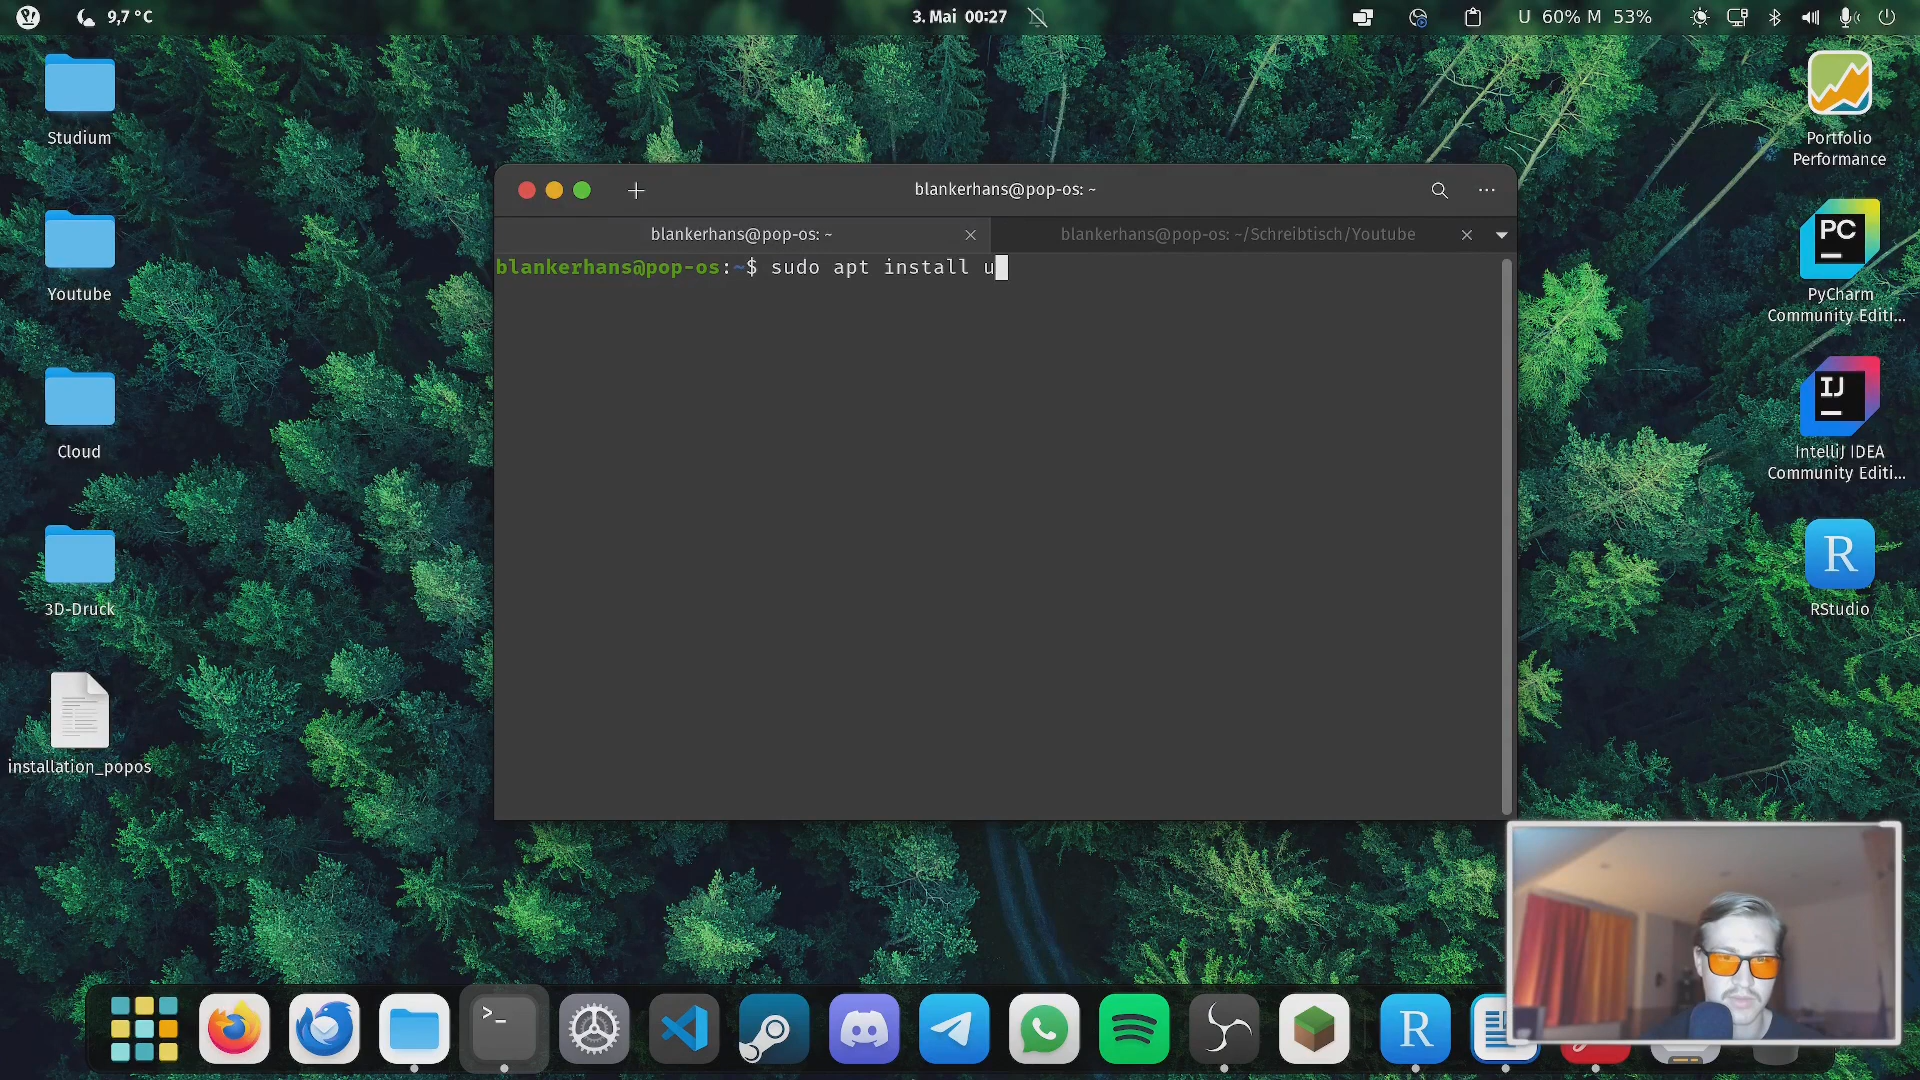 9,7 °C
3. Mai 00:27
U 60% M 53%
Studium
Youtube
Cloud
3D-Druck
installation_popos
blankerhans@pop-os: ~
blankerhans@pop-os: ~
blankerhans@pop-os: ~/Schreibtisch/Youtube
blankerhans@pop-os:~$ sudo apt install u
Portfolio
Performance
PC
PyCharm
Community Editi...
IJ
IntelliJ IDEA
Community Editi...
R
RStudio
>_
R